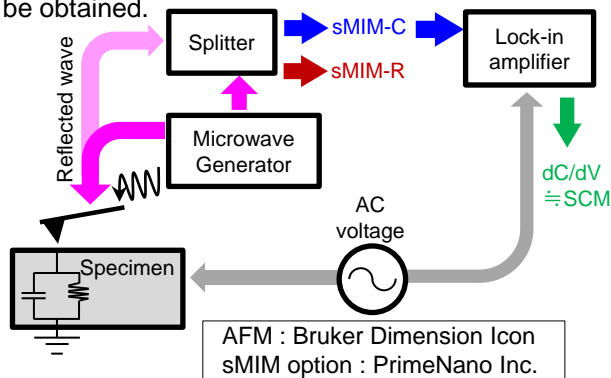 be obtained.
Splitter
sMIM-C
Lock-in
amplifier
sMIM-R
Reflected wave
Microwave
Generator
dC/dV
≒SCM
AC
voltage
Specimen
AFM : Bruker Dimension Icon
sMIM option : PrimeNano Inc.